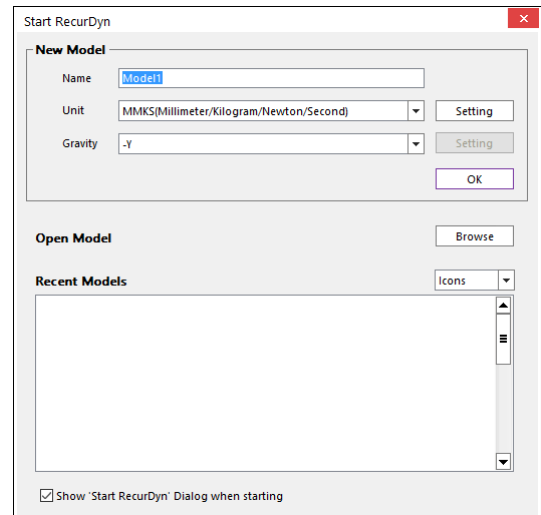 Start RecurDyn
New Model
Name Model1
Unit MMKS(Millimeter/Kilogram/Newton/Second) Setting
Gravity -Y Setting
OK
Open Model Browse
Recent Models Icons
Show 'Start RecurDyn' Dialog when starting